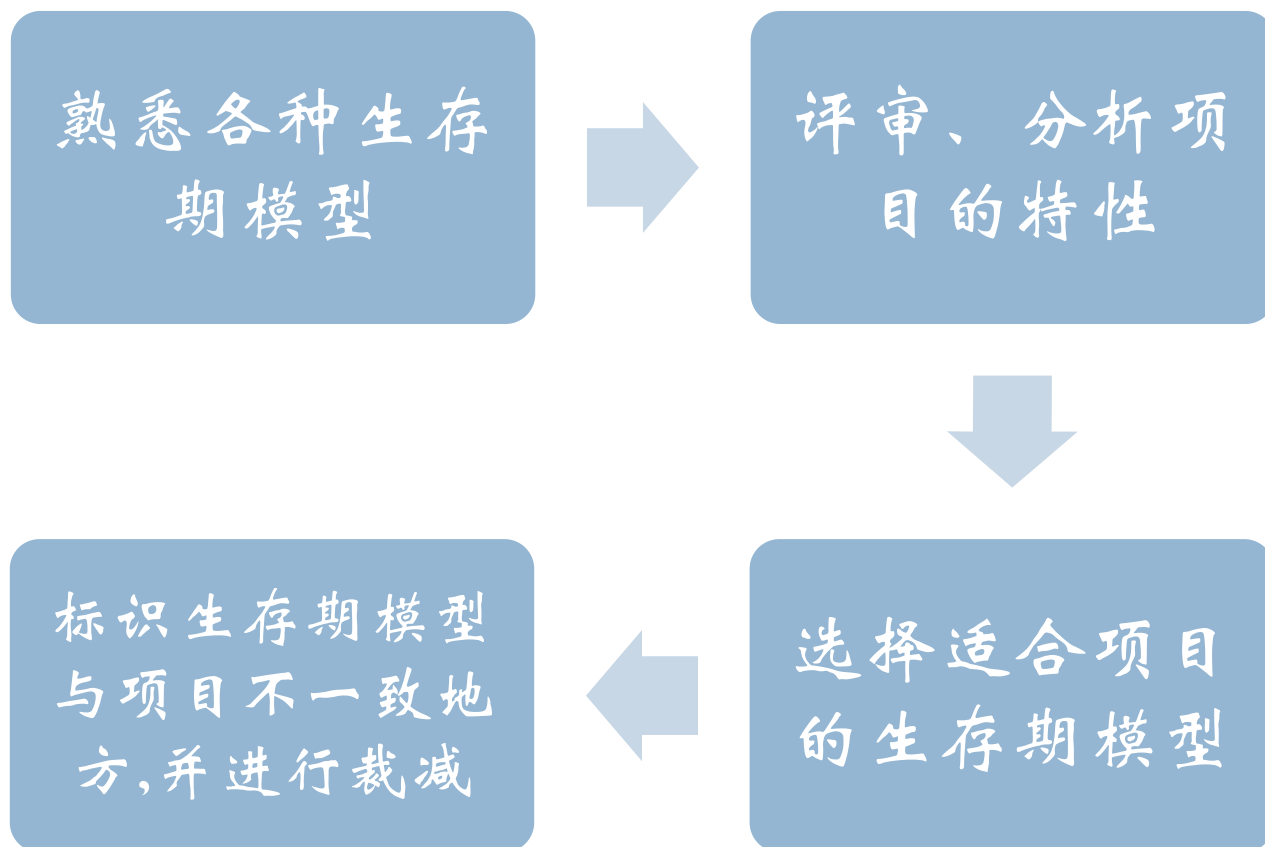 熟悉各种生存
期模型
评审、分析项
目的特性
选择适合项目
的生存期模型
标识生存期模型
与项目不一致地
方,并进行裁减